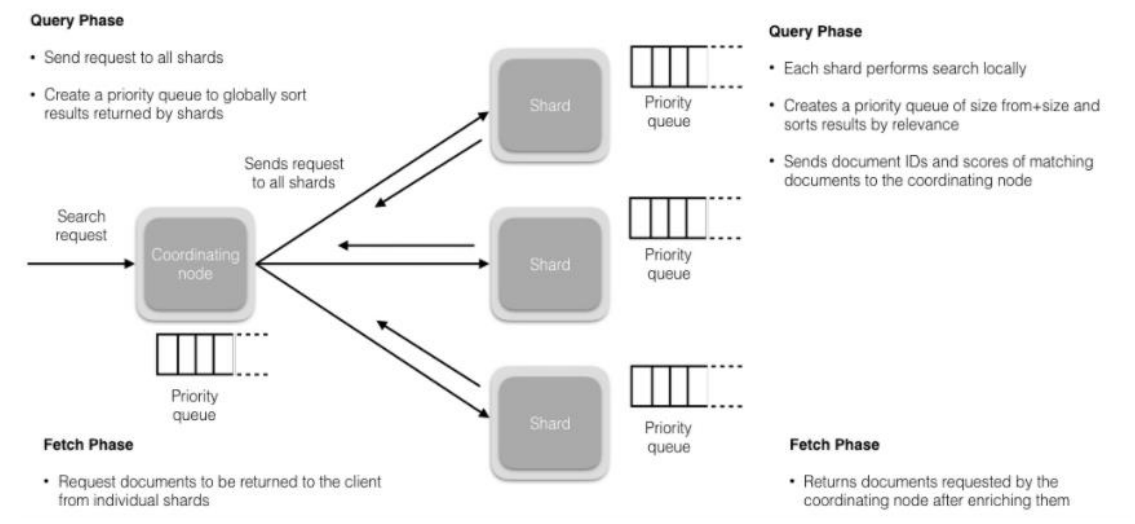 Query Phase
• Send request to all shards
• Create a priority queue to globally sort
results returned by shards
Search
request
Coordinating
node
Priority
queue
Sends request
to all shards
Shard
Priority
queue
Shard
Priority
queue
Shard
Priority
queue
Query Phase
• Each shard performs search locally
• Creates a priority queue of size from+size and
sorts results by relevance
• Sends document IDs and scores of matching
documents to the coordinating node
Fetch Phase
• Request documents to be returned to the client
from individual shards
Fetch Phase
• Returns documents requested by the
coordinating node after enriching them